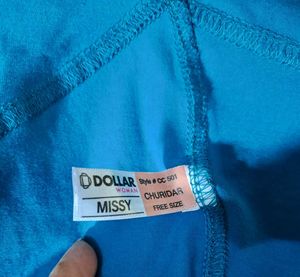 DOLLAR
WOMAN
MISSY
Style # CC 501
CHURIDAR
FREE SIZE